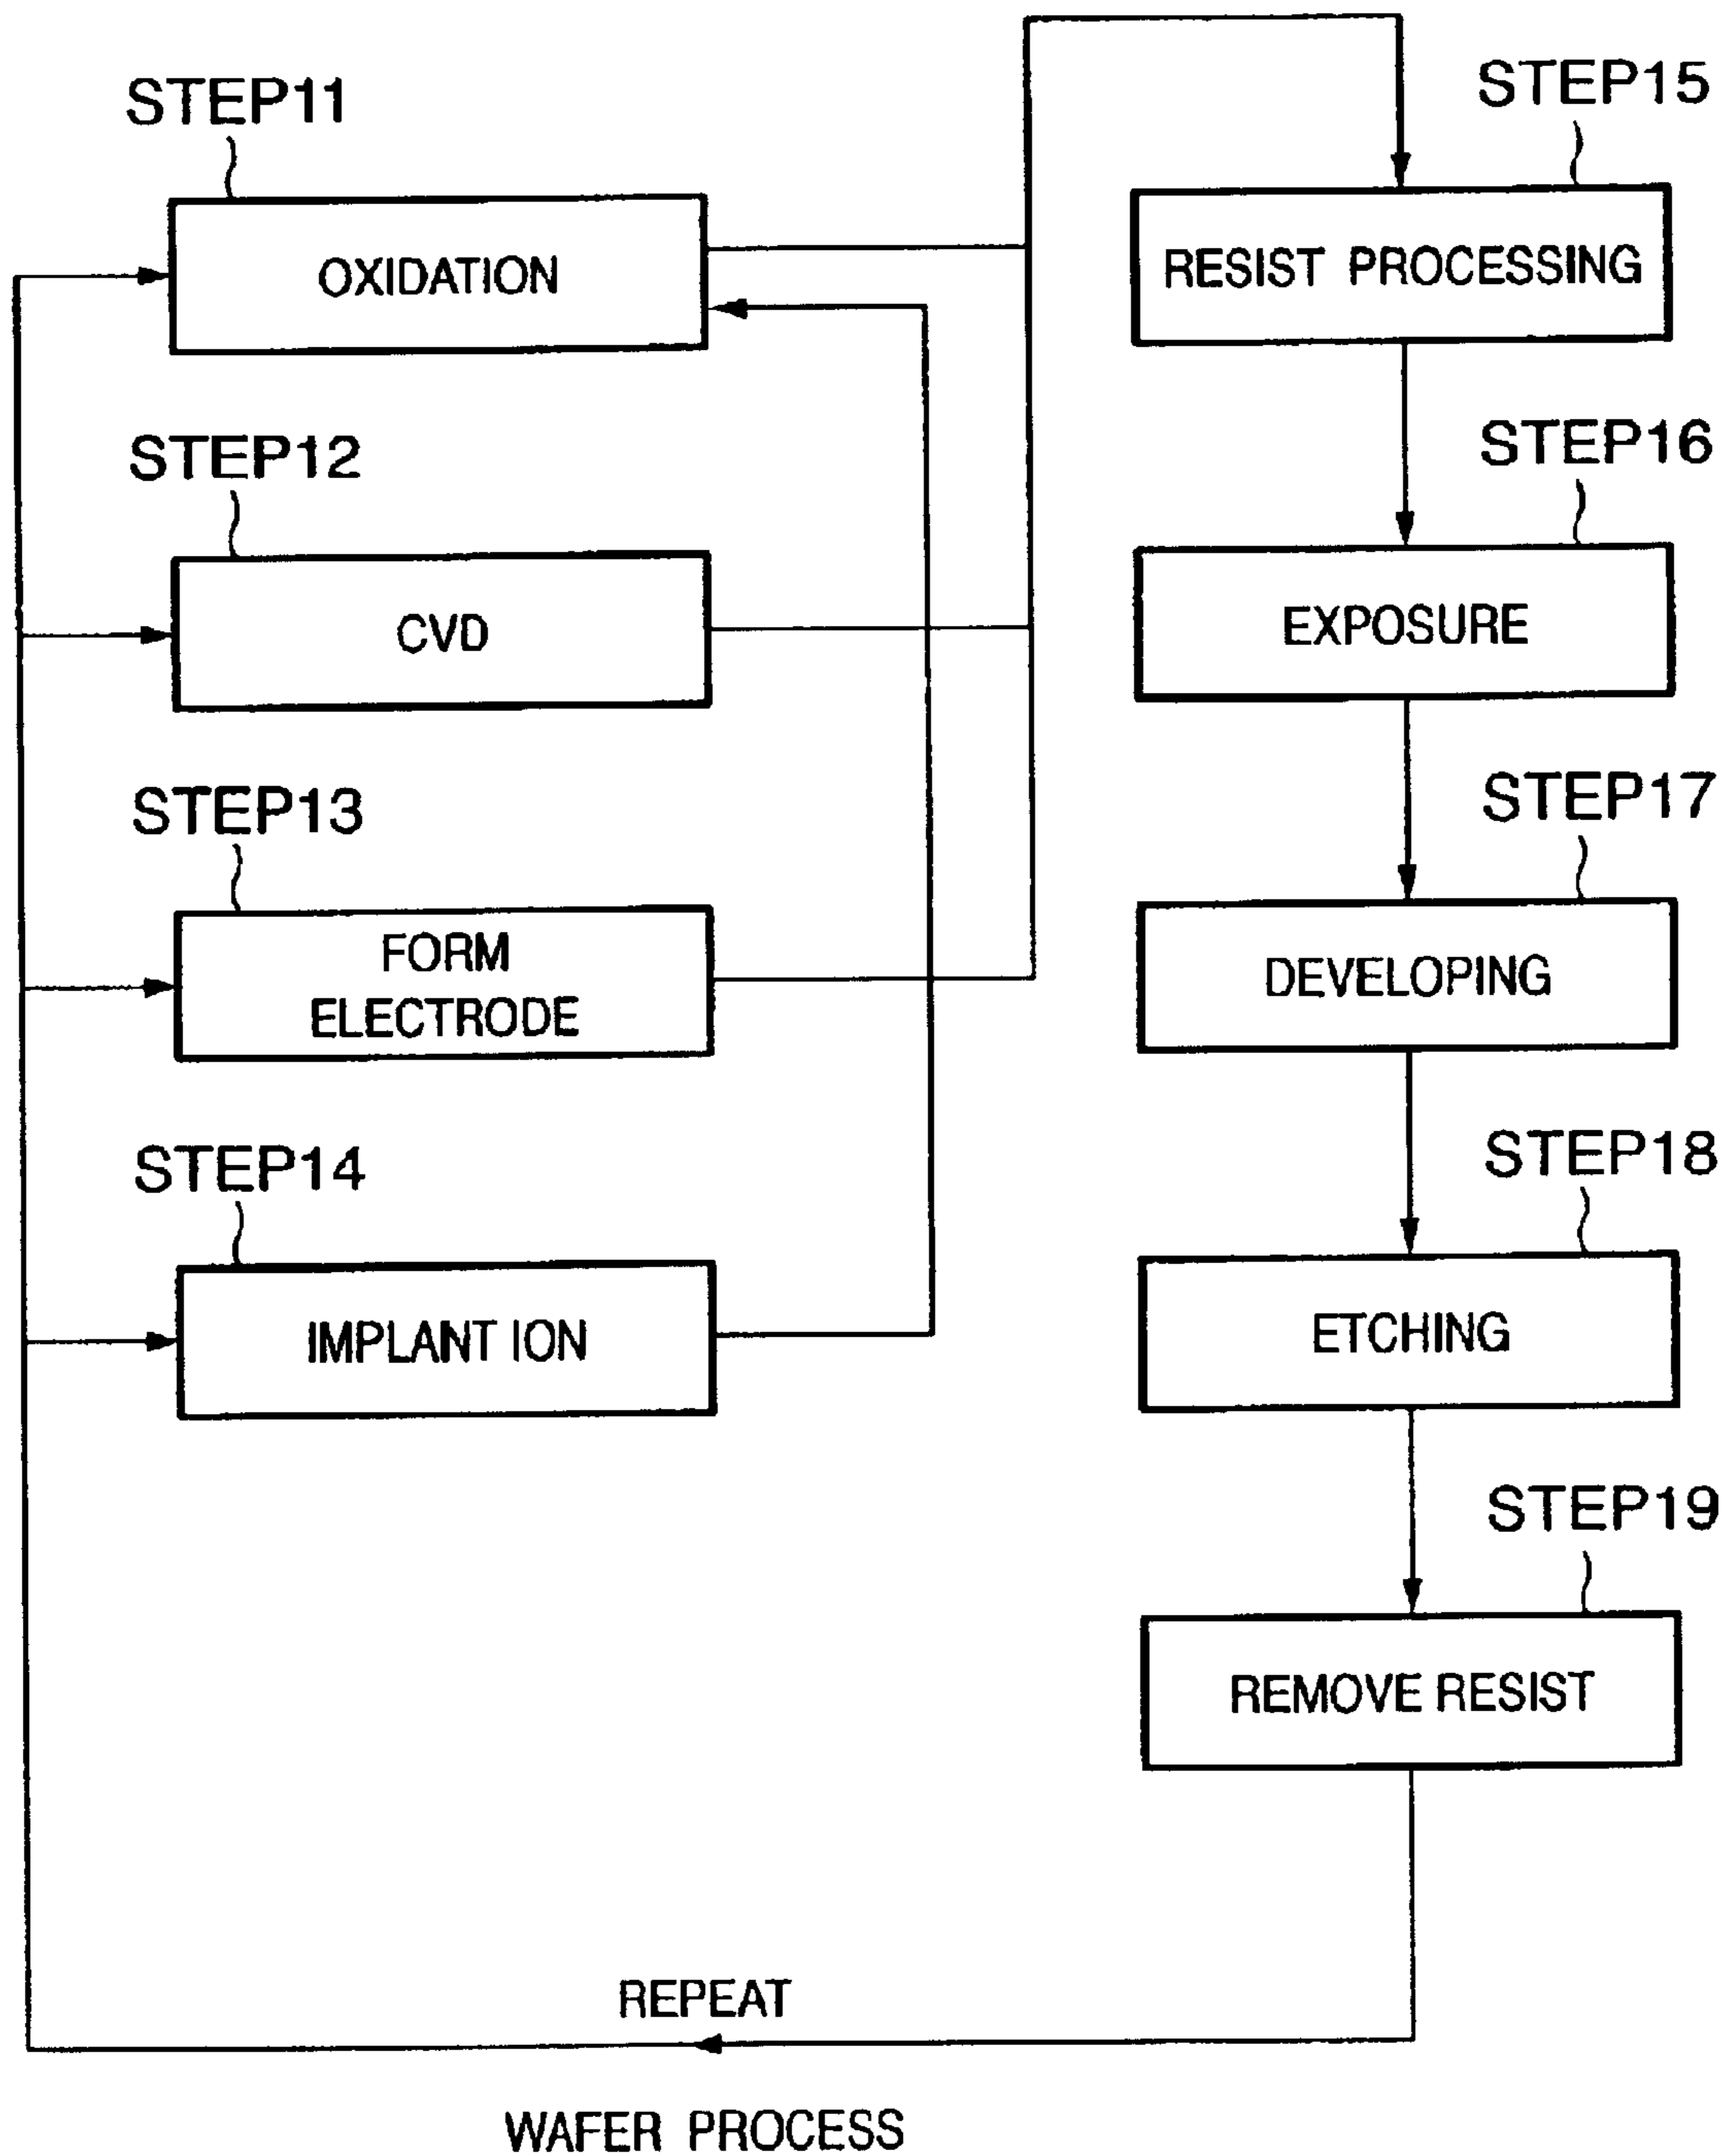 STEP11
OXIDATION
STEP12
CVD
STEP13
FORM
ELECTRODE
STEP14
IMPLANT ION
STEP15
RESIST PROCESSING
STEP16
EXPOSURE
STEP17
DEVELOPING
STEP18
ETCHING
STEP19
REMOVE RESIST
REPEAT
WAFER PROCESS